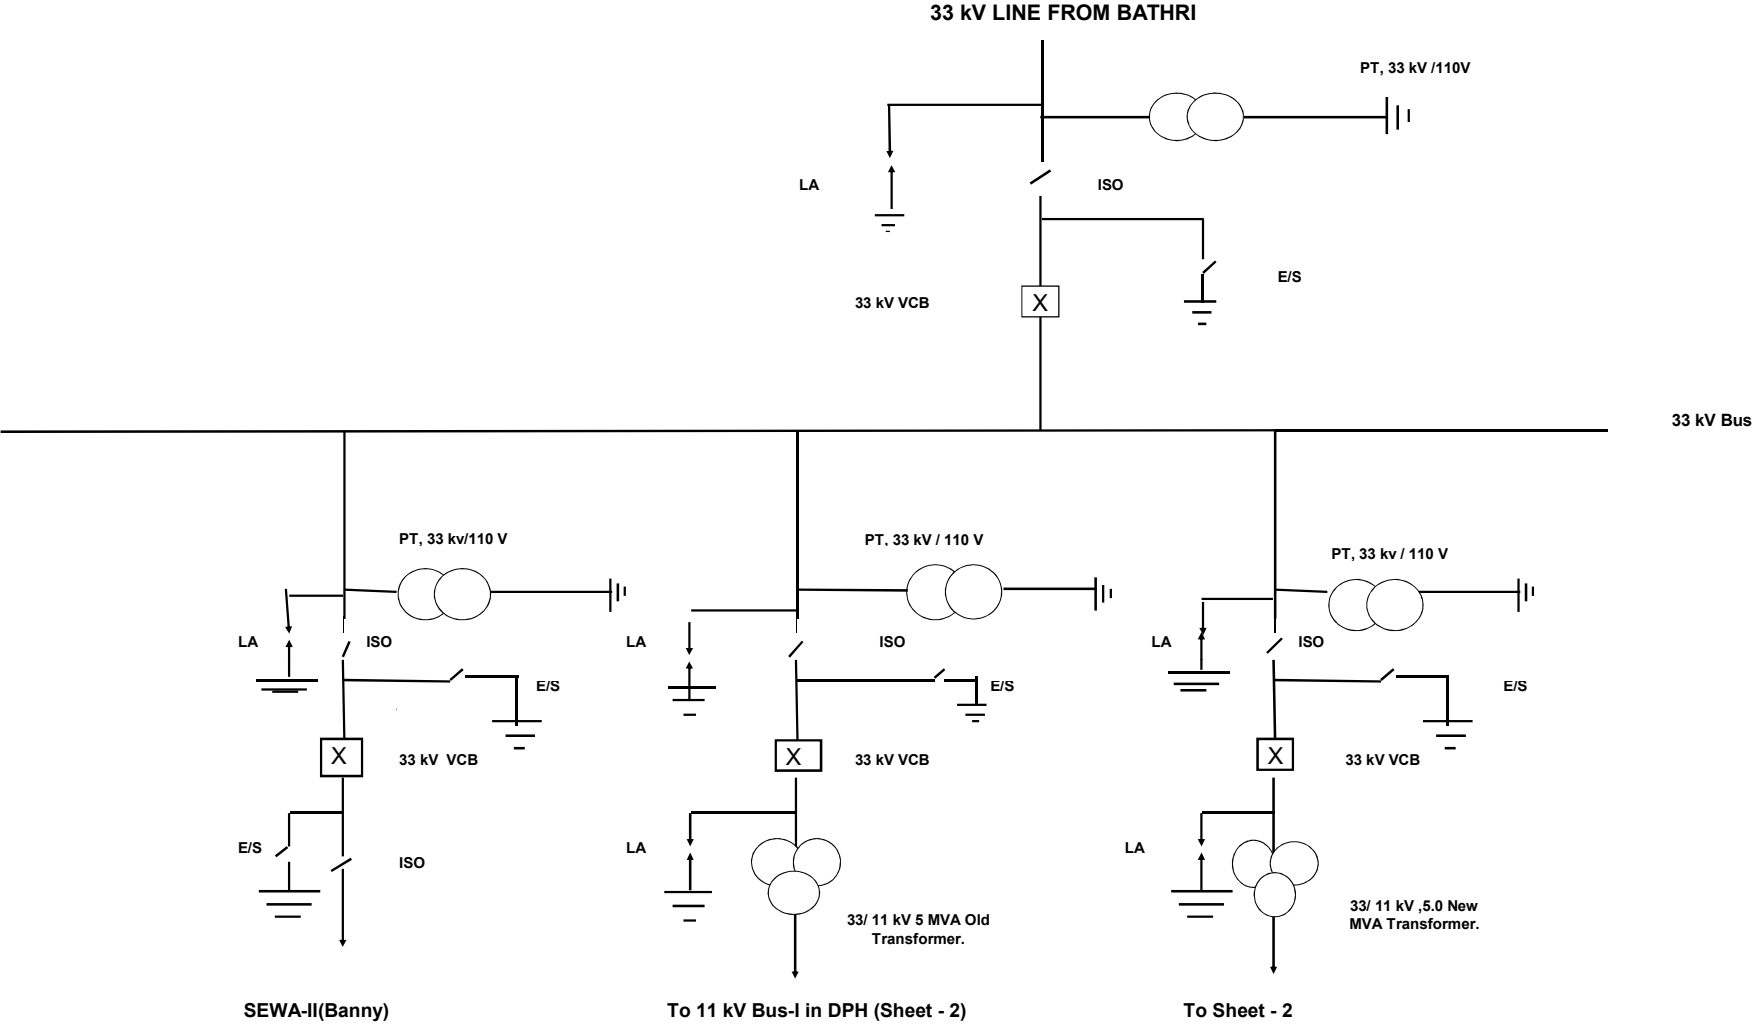 33 kV LINE FROM BATHRI
PT, 33 kV /110V
LA
ISO
E/S
33 kV VCB
X
33 kV Bus
PT, 33 kv/110 V
PT, 33 kV / 110 V
PT, 33 kv / 110 V
LA
ISO
LA
ISO
LA
ISO
E/S
E/S
E/S
X
33 kV VCB
X
33 kV VCB
X
33 kV VCB
E/S
ISO
LA
LA
33/ 11 kV 5 MVA Old
Transformer.
33/ 11 kV ,5.0 New
MVA Transformer.
SEWA-II(Banny)
To 11 kV Bus-I in DPH (Sheet - 2)
To Sheet - 2